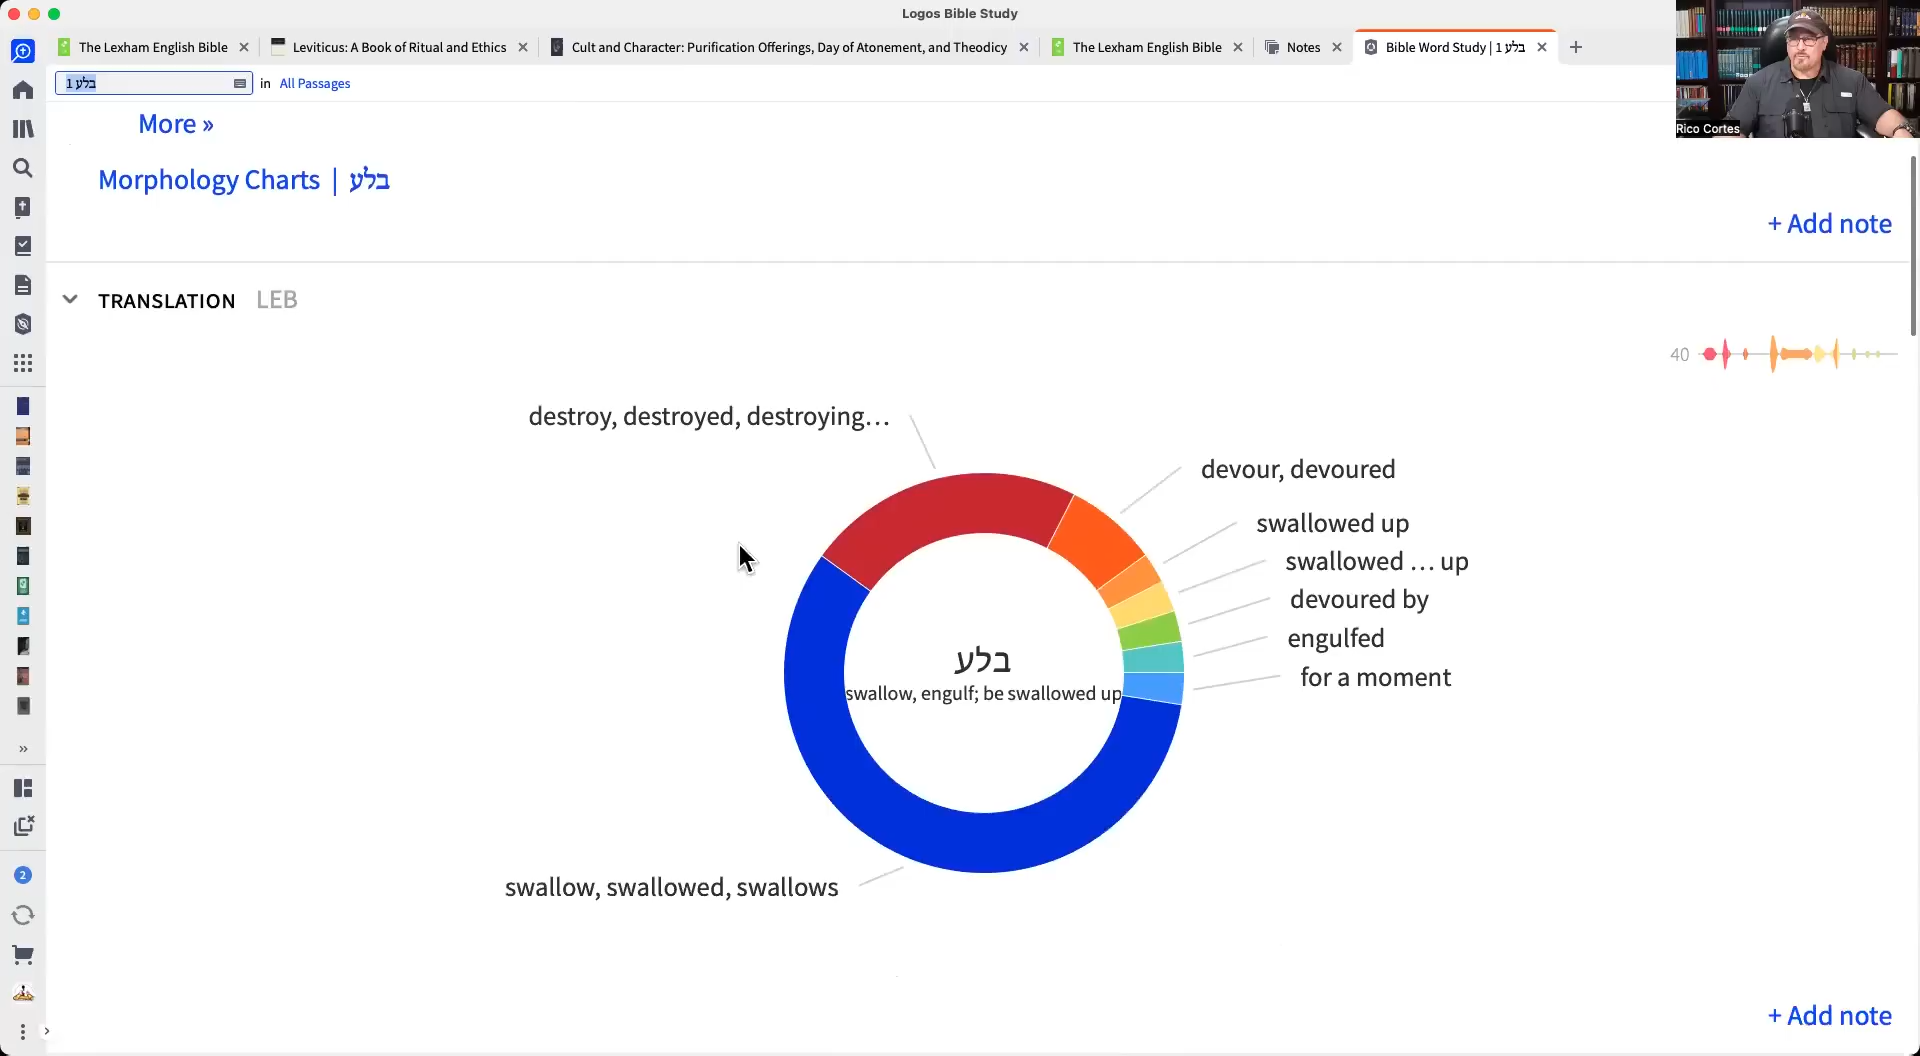 Logos Bible Study
The Lexham English Bible
Leviticus: A Book of Ritual and Ethics
Cult and Character: Purification Offerings, Day of Atonement, and Theodicy
The Lexham English Bible
Notes
Bible Word Study | בלע 1
בלע 1
in All Passages
Rico Cortes
More »
Morphology Charts | בלע
+ Add note
TRANSLATION LEB
40
destroy, destroyed, destroying…
devour, devoured
swallowed up
swallowed … up
devoured by
engulfed
for a moment
בלע
swallow, engulf; be swallowed up
swallow, swallowed, swallows
2
+ Add note